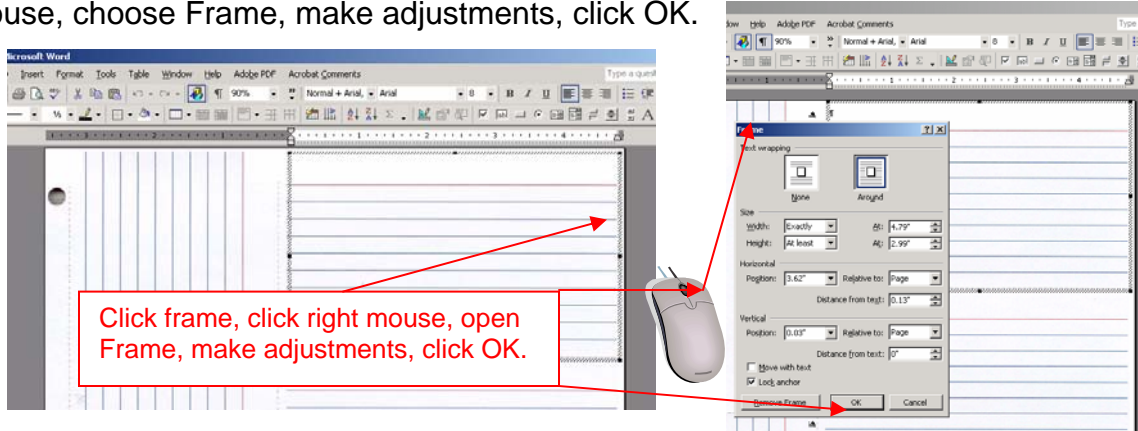 ouse, choose Frame, make adjustments, click OK.
Microsoft Word
Insert Format Tools Table Window Help Adobe PDF Acrobat Comments Type a quest
90% Normal + Arial, Arial 8 B I U
Click frame, click right mouse, open
Frame, make adjustments, click OK.
dow Help Adobe PDF Acrobat Comments Type
90% Normal + Arial, Arial 8 B I U
Frame
Text wrapping
None Around
Size
Width: Exactly At: 4.79"
Height: At least At: 2.99"
Horizontal
Position: 3.62" Relative to: Page
Distance from text: 0.13"
Vertical
Position: 0.03" Relative to: Page
Distance from text: 0"
Move with text
Lock anchor
Remove Frame OK Cancel